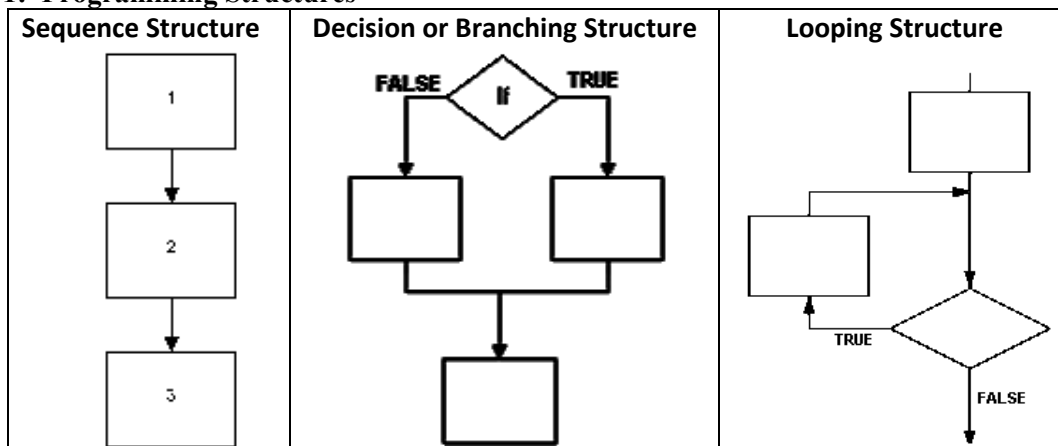 1. Programming Structures
Sequence Structure
Decision or Branching Structure
Looping Structure
1
2
3
FALSE
If
TRUE
TRUE
FALSE